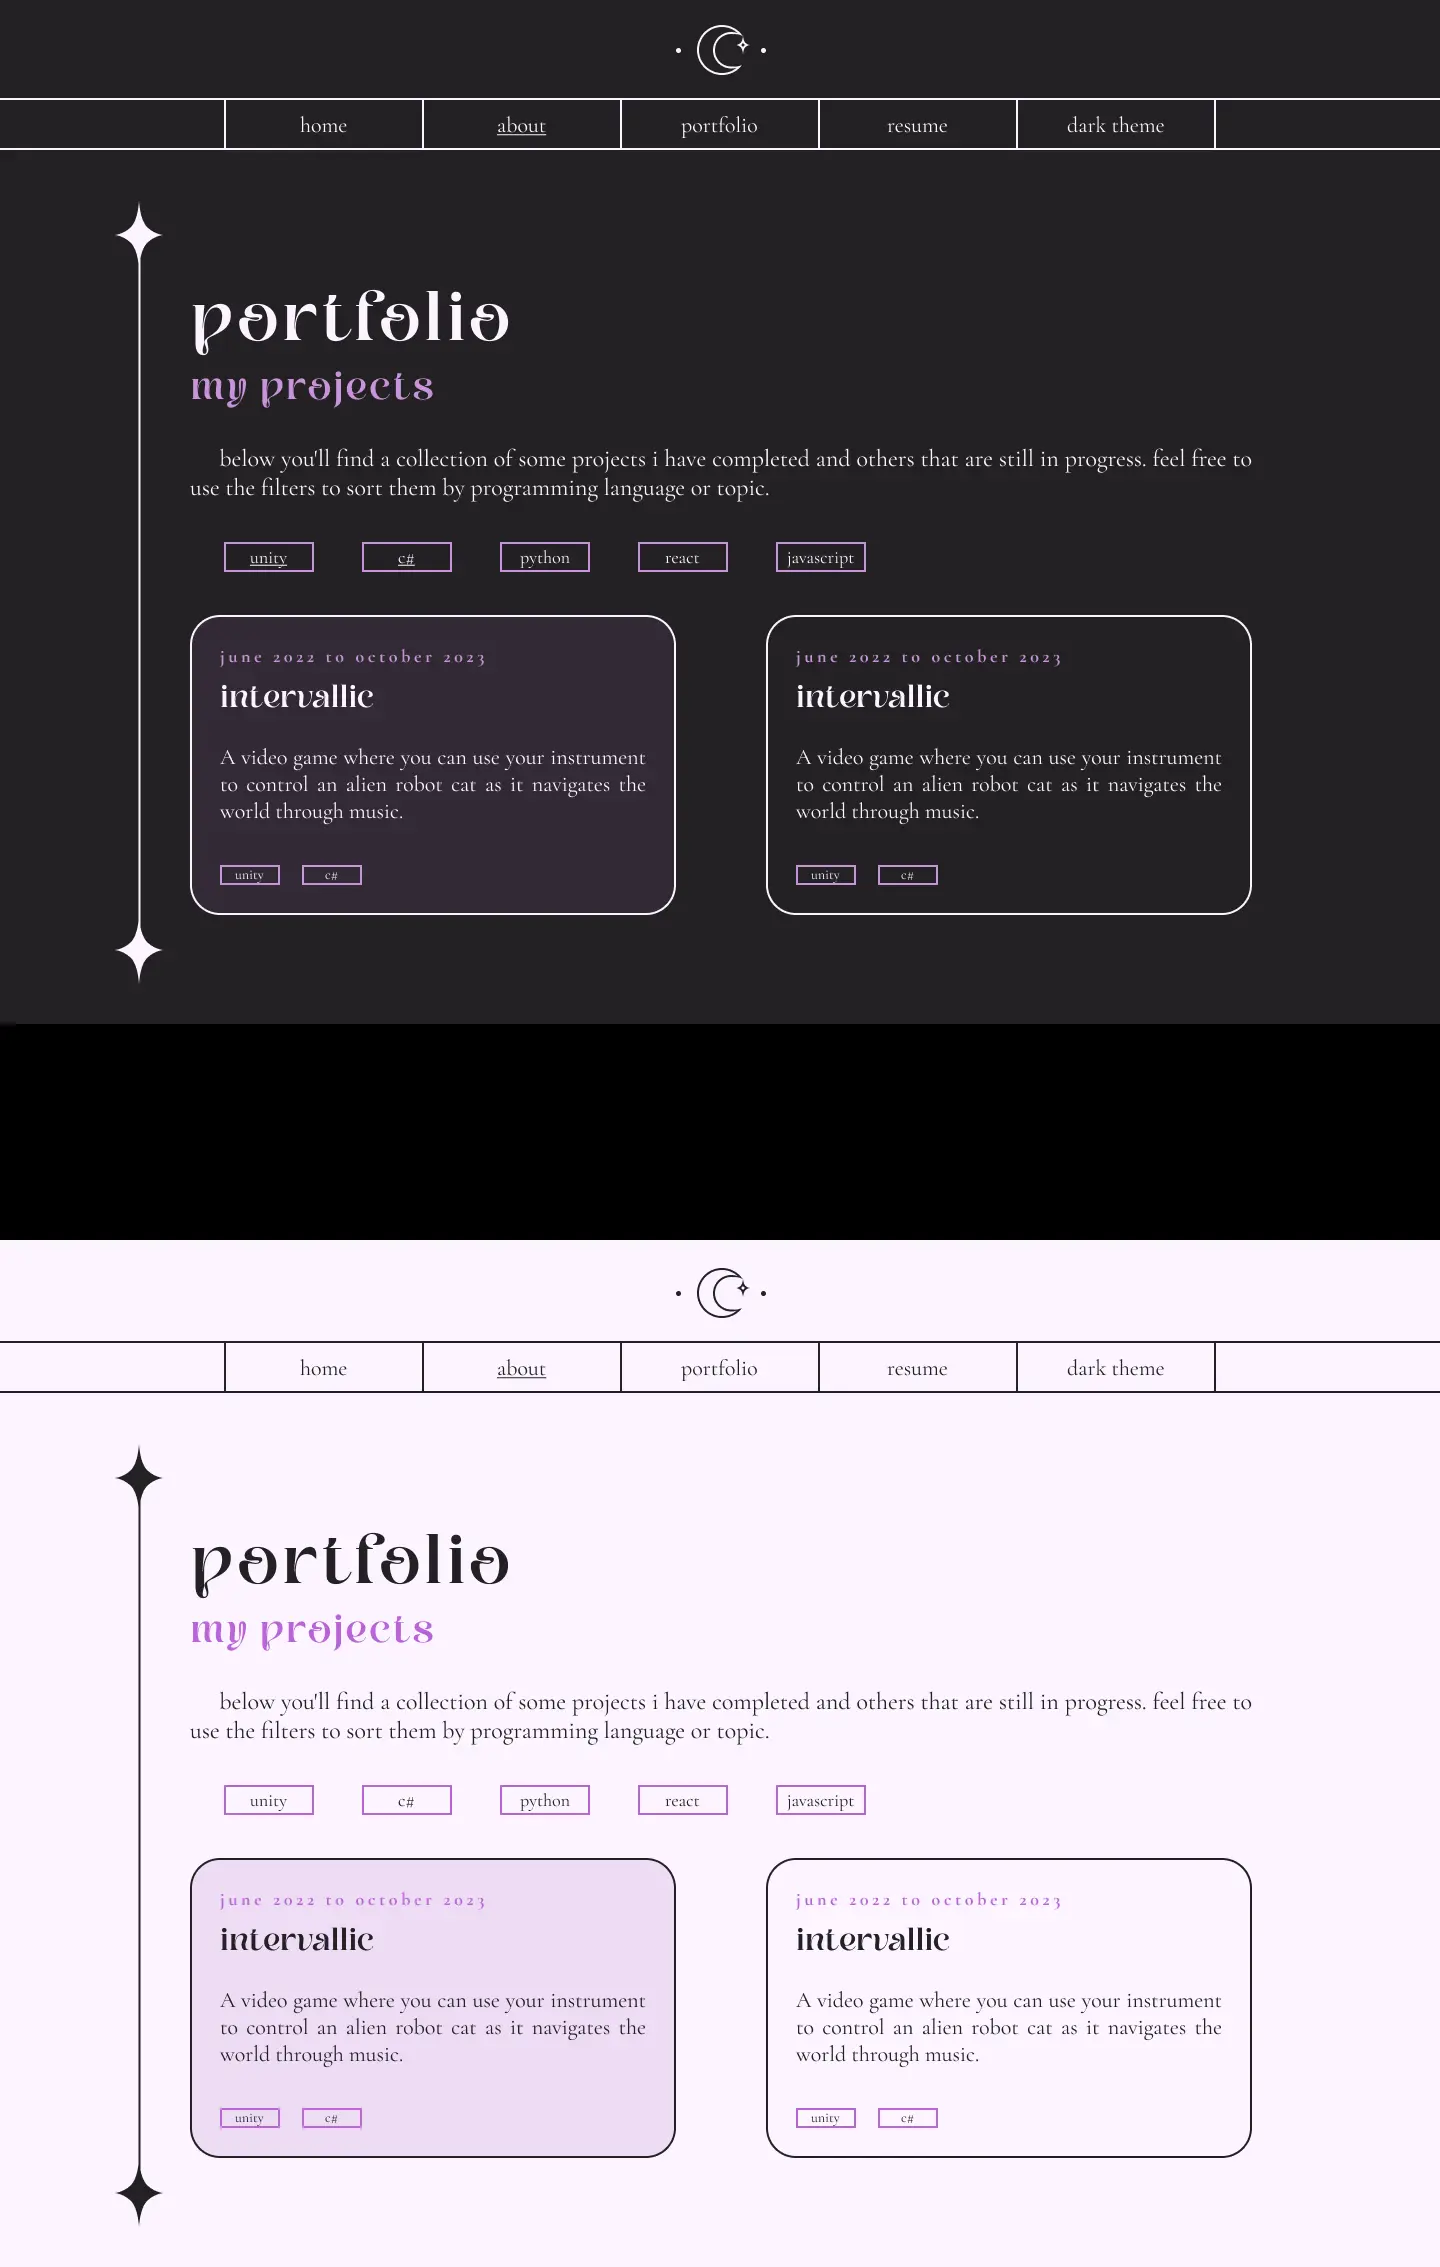 home about portfolio resume dark theme
portfolio
my projects
below you'll find a collection of some projects i have completed and others that are still in progress. feel free to
use the filters to sort them by programming language or topic.
unity c# python react javascript
june 2022 to october 2023
intervallic
A video game where you can use your instrument
to control an alien robot cat as it navigates the
world through music.
unity c#
june 2022 to october 2023
intervallic
A video game where you can use your instrument
to control an alien robot cat as it navigates the
world through music.
unity c#
home about portfolio resume dark theme
portfolio
my projects
below you'll find a collection of some projects i have completed and others that are still in progress. feel free to
use the filters to sort them by programming language or topic.
unity c# python react javascript
june 2022 to october 2023
intervallic
A video game where you can use your instrument
to control an alien robot cat as it navigates the
world through music.
unity c#
june 2022 to october 2023
intervallic
A video game where you can use your instrument
to control an alien robot cat as it navigates the
world through music.
unity c#